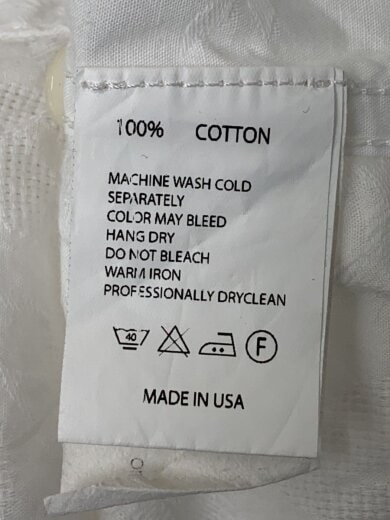 100% COTTON
MACHINE WASH COLD
SEPARATELY
COLOR MAY BLEED
HANG DRY
DO NOT BLEACH
WARM IRON
PROFESSIONALLY DRYCLEAN
40 F
MADE IN USA